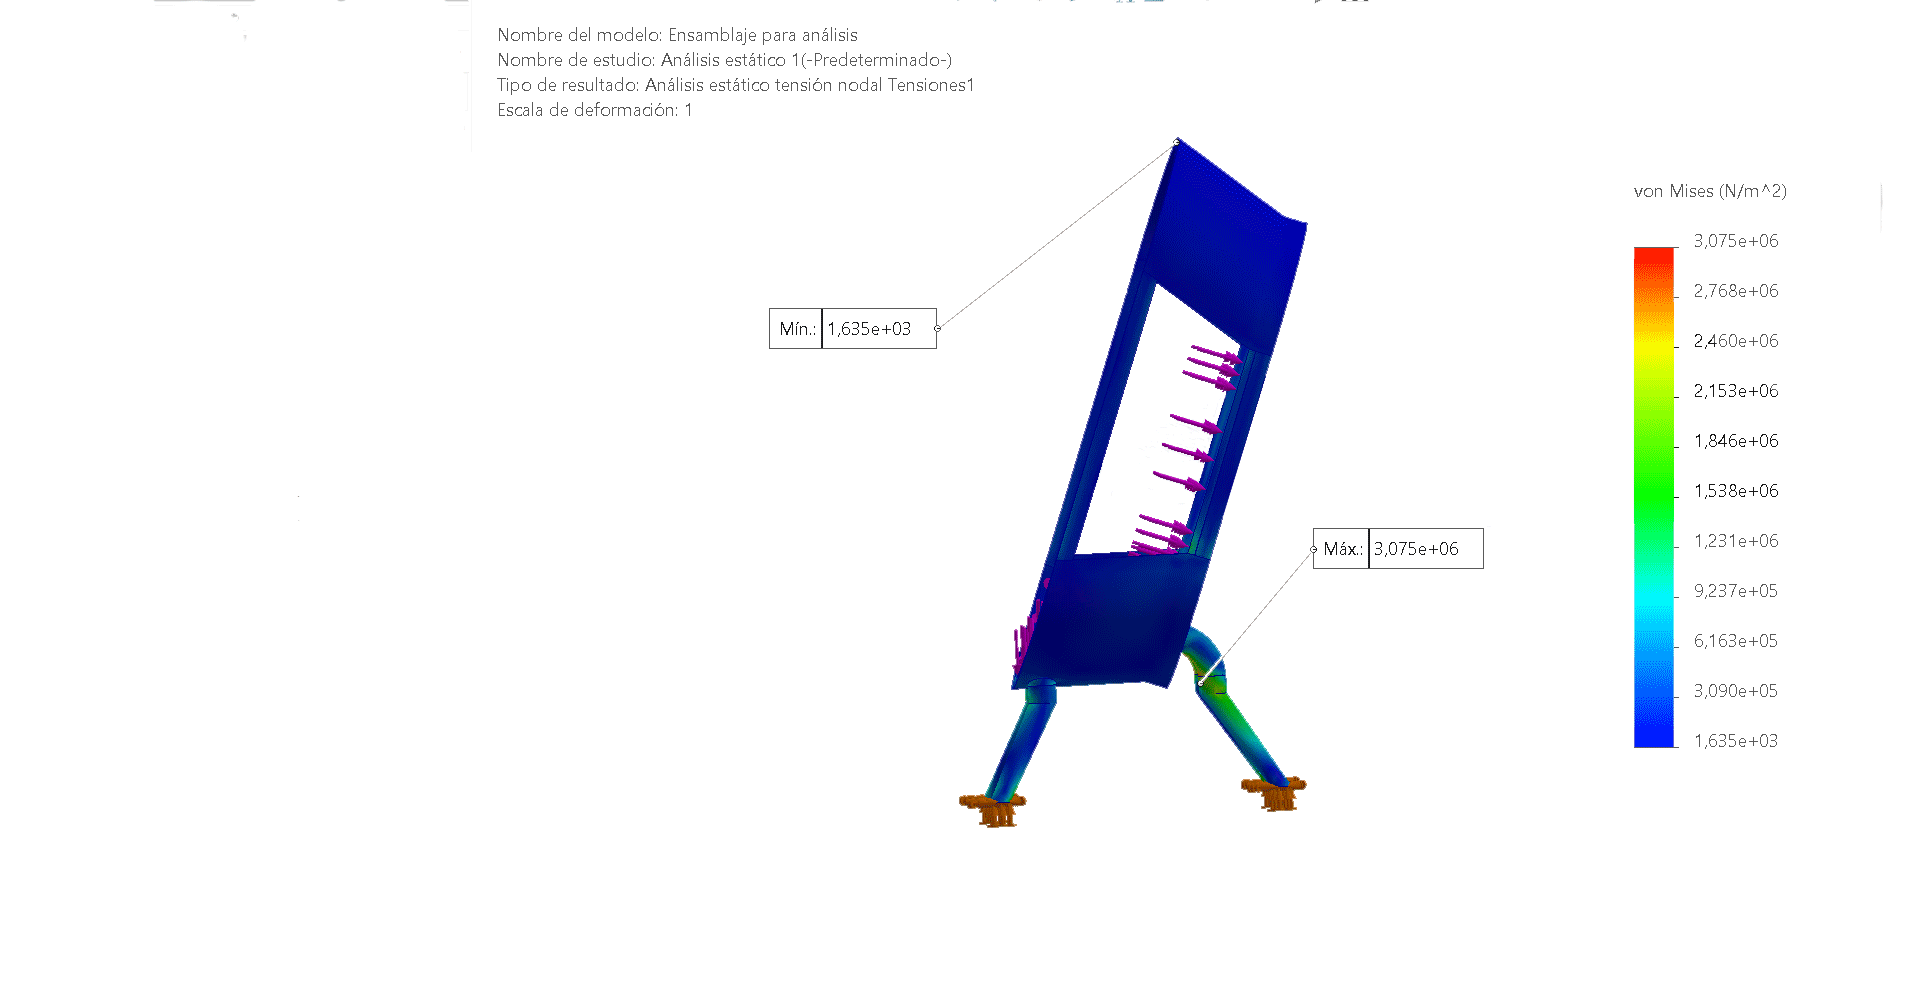 Nombre del modelo: Ensamblaje para análisis
Nombre de estudio: Análisis estático 1(-Predeterminado-)
Tipo de resultado: Análisis estático tensión nodal Tensiones1
Escala de deformación: 1
von Mises (N/m^2)
3,075e+06
2,768e+06
2,460e+06
2,153e+06
1,846e+06
1,538e+06
1,231e+06
9,237e+05
6,163e+05
3,090e+05
1,635e+03
Mín.: 1,635e+03
Máx.: 3,075e+06